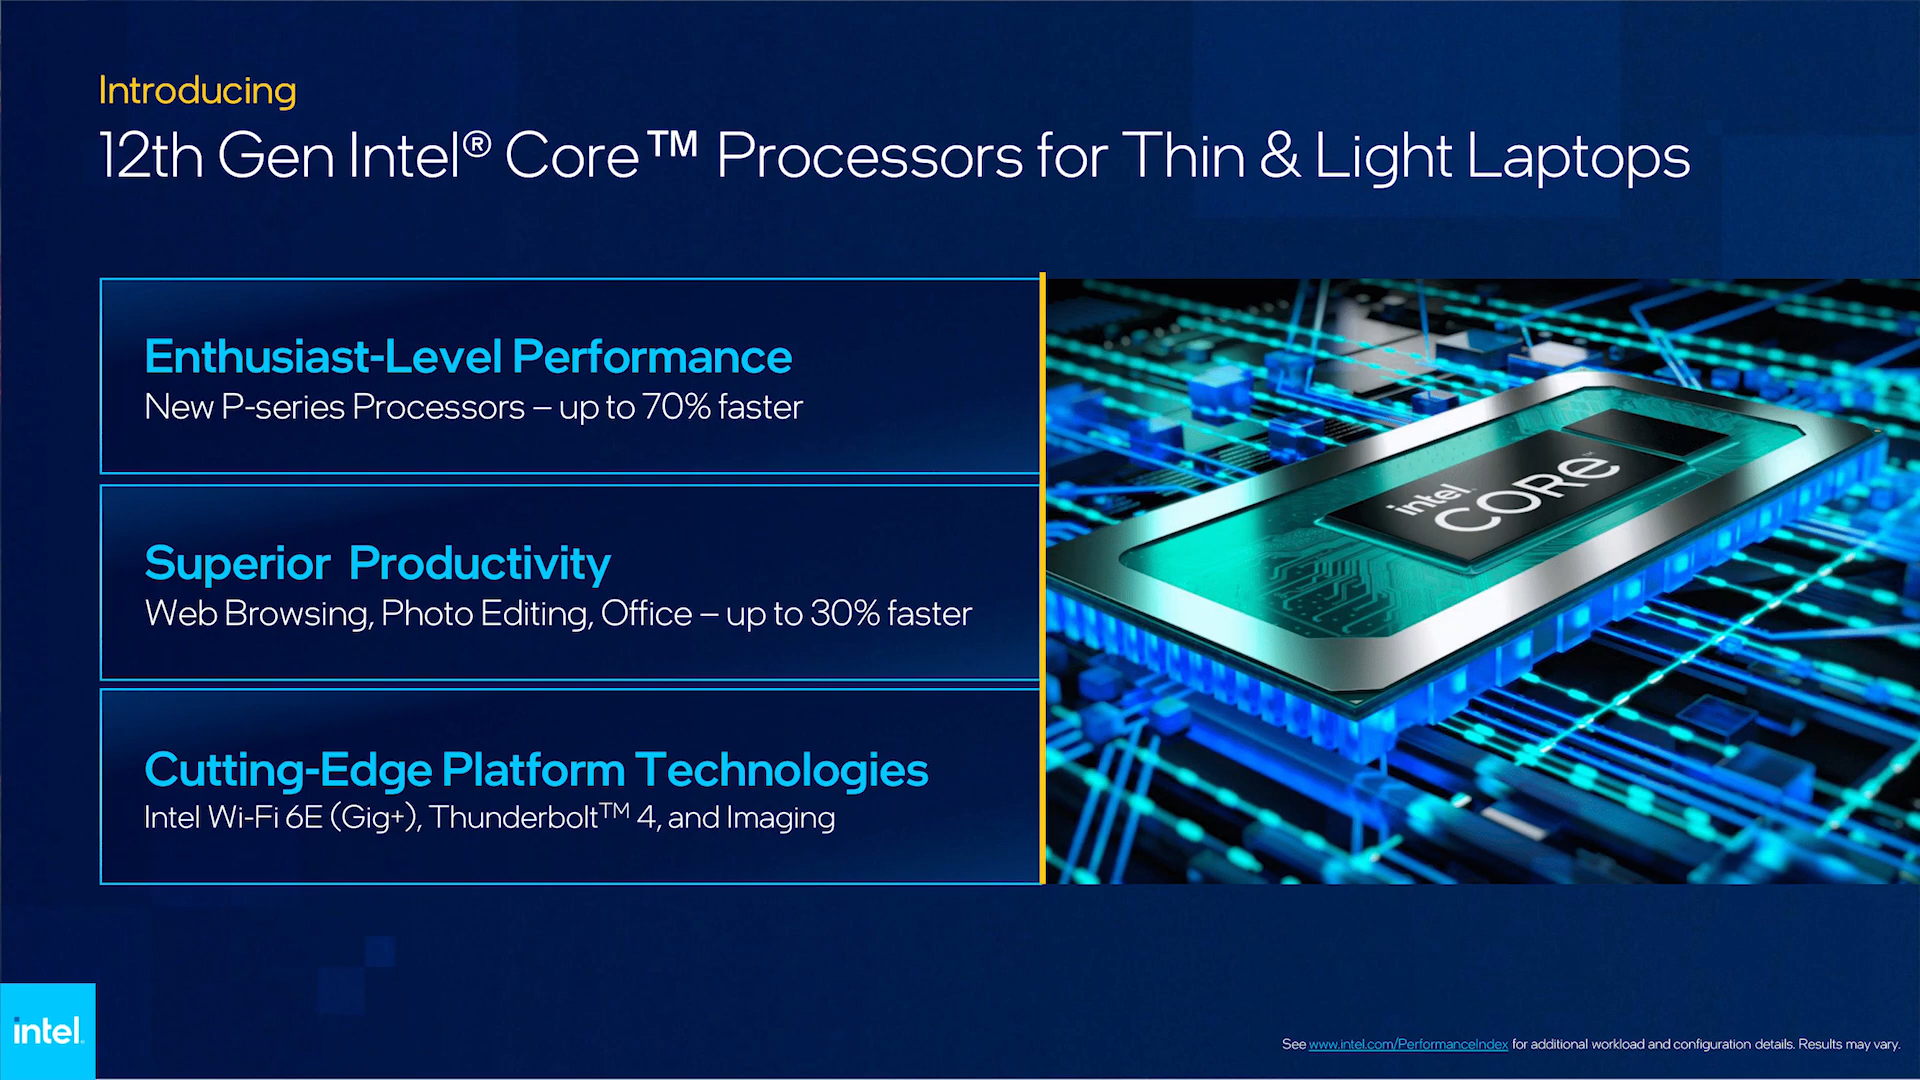 Introducing
12th Gen Intel® Core™ Processors for Thin & Light Laptops
Enthusiast-Level Performance
New P-series Processors – up to 70% faster
Superior Productivity
Web Browsing, Photo Editing, Office – up to 30% faster
Cutting-Edge Platform Technologies
Intel Wi-Fi 6E (Gig+), Thunderbolt™ 4, and Imaging
intel.
CORe™
intel.
See www.intel.com/PerformanceIndex for additional workload and configuration details. Results may vary.